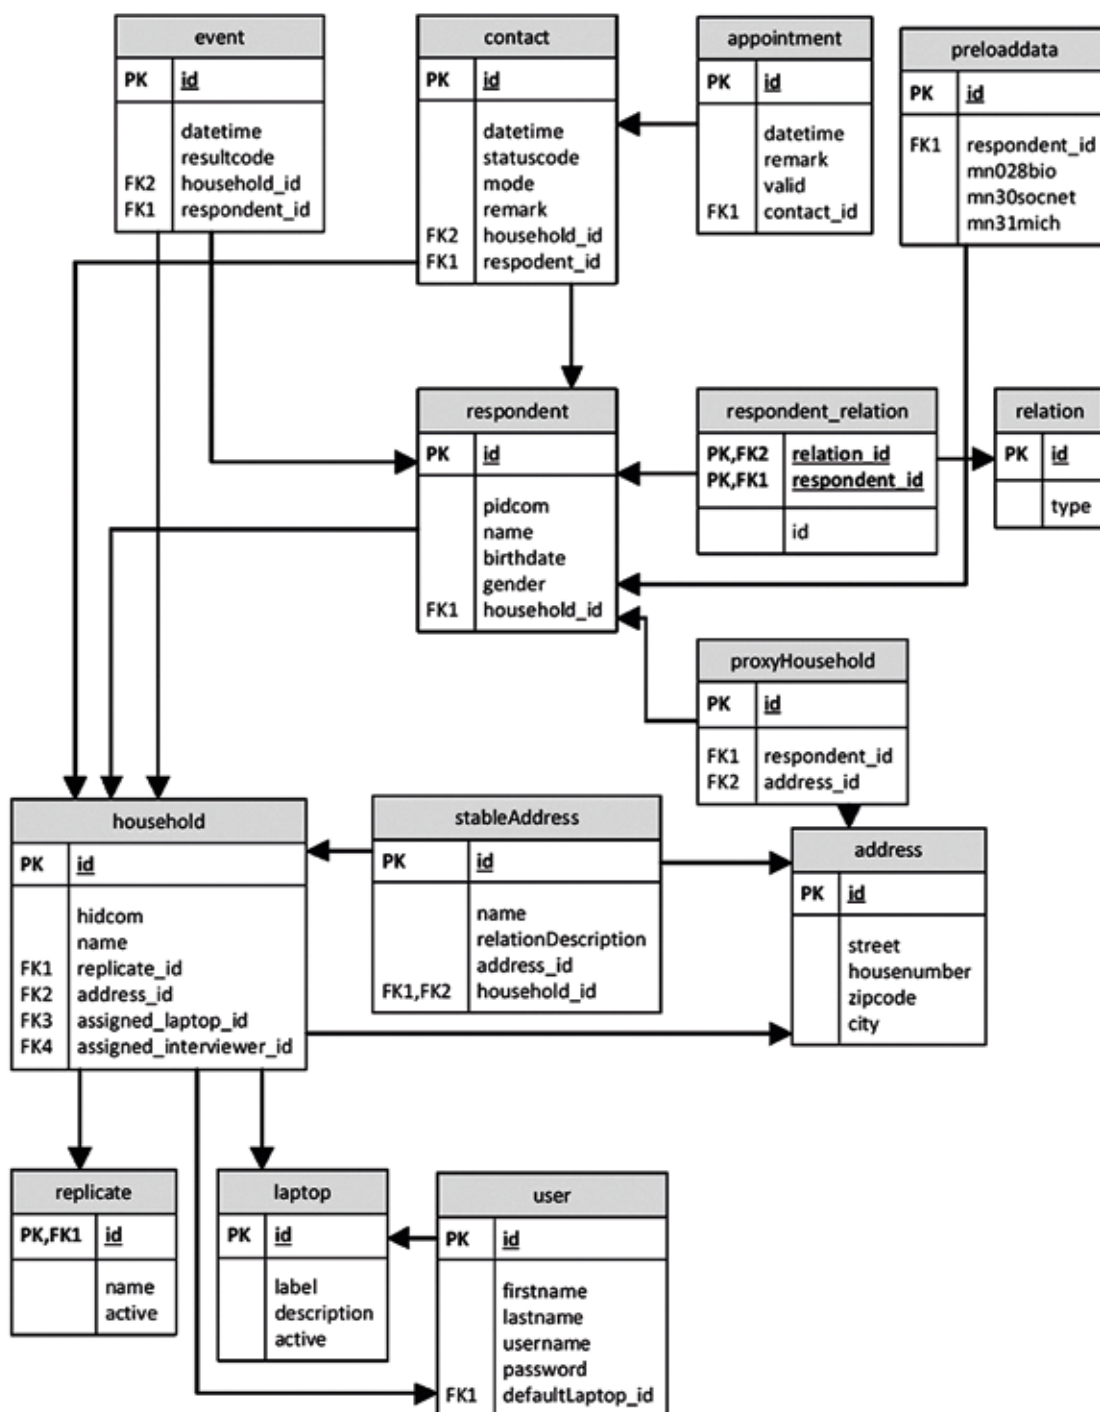 event
PK id
datetime
resultcode
FK2 household_id
FK1 respondent_id
contact
PK id
datetime
statuscode
mode
remark
FK2 household_id
FK1 respodent_id
appointment
PK id
datetime
remark
valid
FK1 contact_id
preloaddata
PK id
FK1 respondent_id
mn028bio
mn30socnet
mn31mich
respondent
PK id
pidcom
name
birthdate
gender
FK1 household_id
respondent_relation
PK,FK2 relation_id
PK,FK1 respondent_id
id
relation
PK id
type
proxyHousehold
PK id
FK1 respondent_id
FK2 address_id
household
PK id
hidcom
name
FK1 replicate_id
FK2 address_id
FK3 assigned_laptop_id
FK4 assigned_interviewer_id
stableAddress
PK id
name
relationDescription
address_id
FK1,FK2 household_id
address
PK id
street
housenumber
zipcode
city
replicate
PK,FK1 id
name
active
laptop
PK id
label
description
active
user
PK id
firstname
lastname
username
password
FK1 defaultLaptop_id